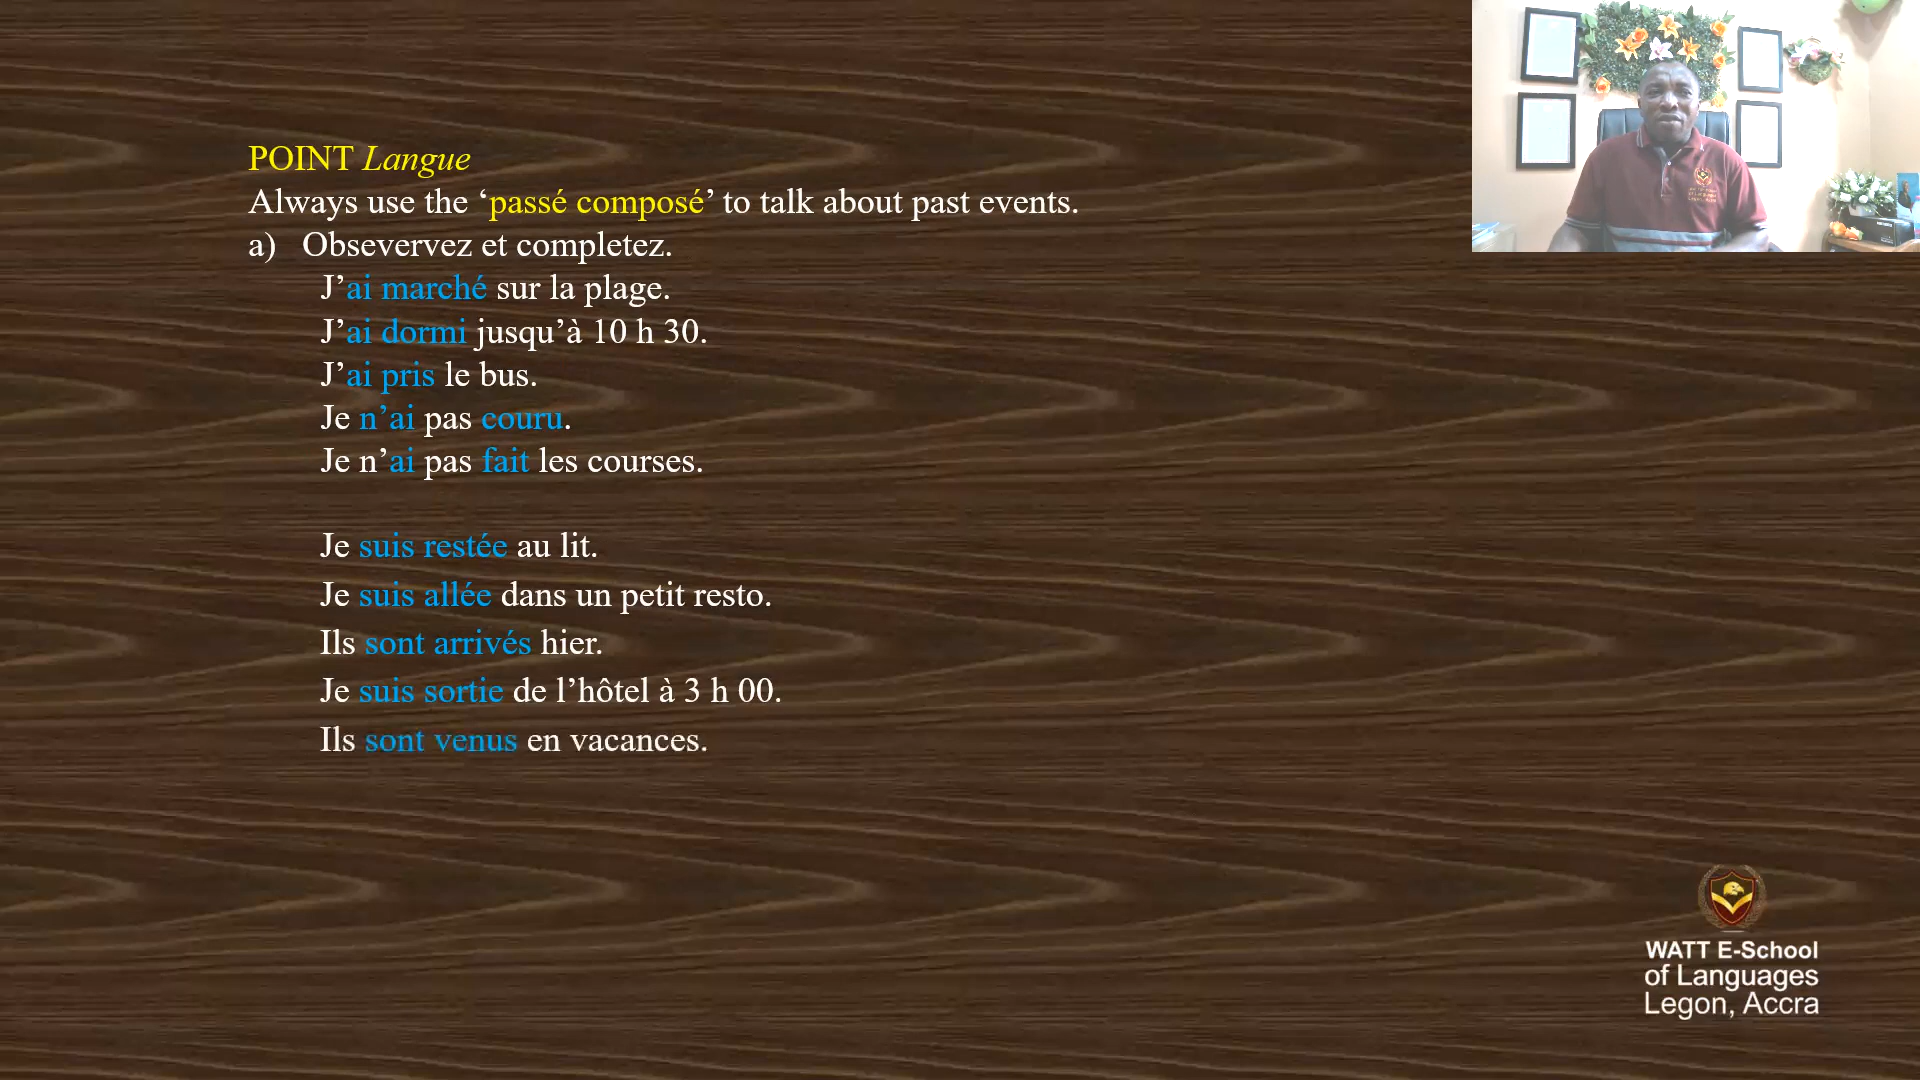 POINT Langue
Always use the ‘passé composé’ to talk about past events.
a) Obsevervez et completez.
J’ai marché sur la plage.
J’ai dormi jusqu’à 10 h 30.
J’ai pris le bus.
Je n’ai pas couru.
Je n’ai pas fait les courses.
Je suis restée au lit.
Je suis allée dans un petit resto.
Ils sont arrivés hier.
Je suis sortie de l’hôtel à 3 h 00.
Ils sont venus en vacances.
WATT E-School
of Languages
Legon, Accra